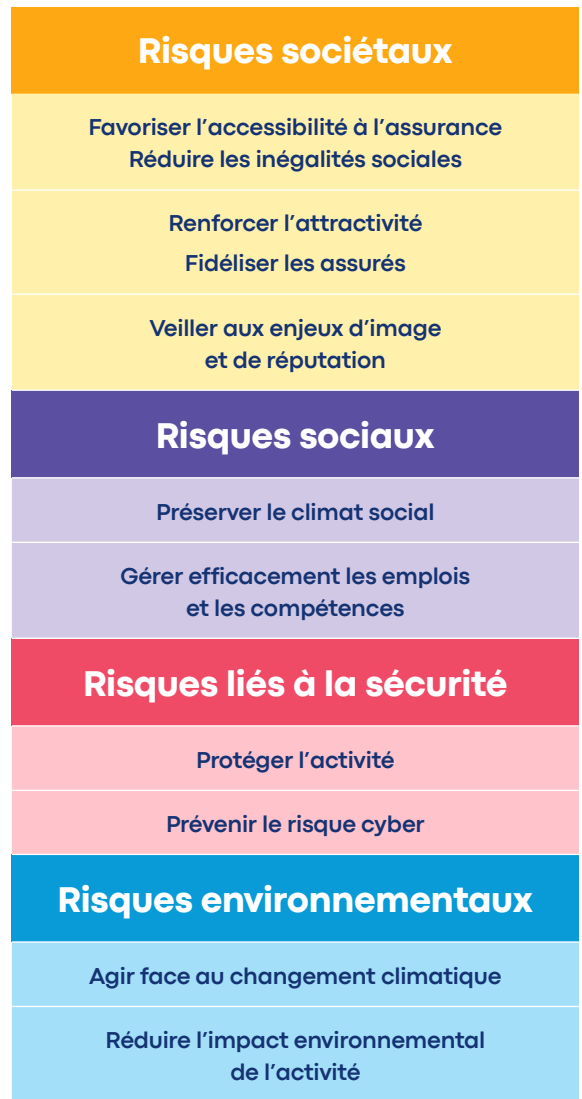 Risques sociétaux
Favoriser l’accessibilité à l’assurance
Réduire les inégalités sociales
Renforcer l’attractivité
Fidéliser les assurés
Veiller aux enjeux d’image
et de réputation
Risques sociaux
Préserver le climat social
Gérer efficacement les emplois
et les compétences
Risques liés à la sécurité
Protéger l’activité
Prévenir le risque cyber
Risques environnementaux
Agir face au changement climatique
Réduire l’impact environnemental
de l’activité